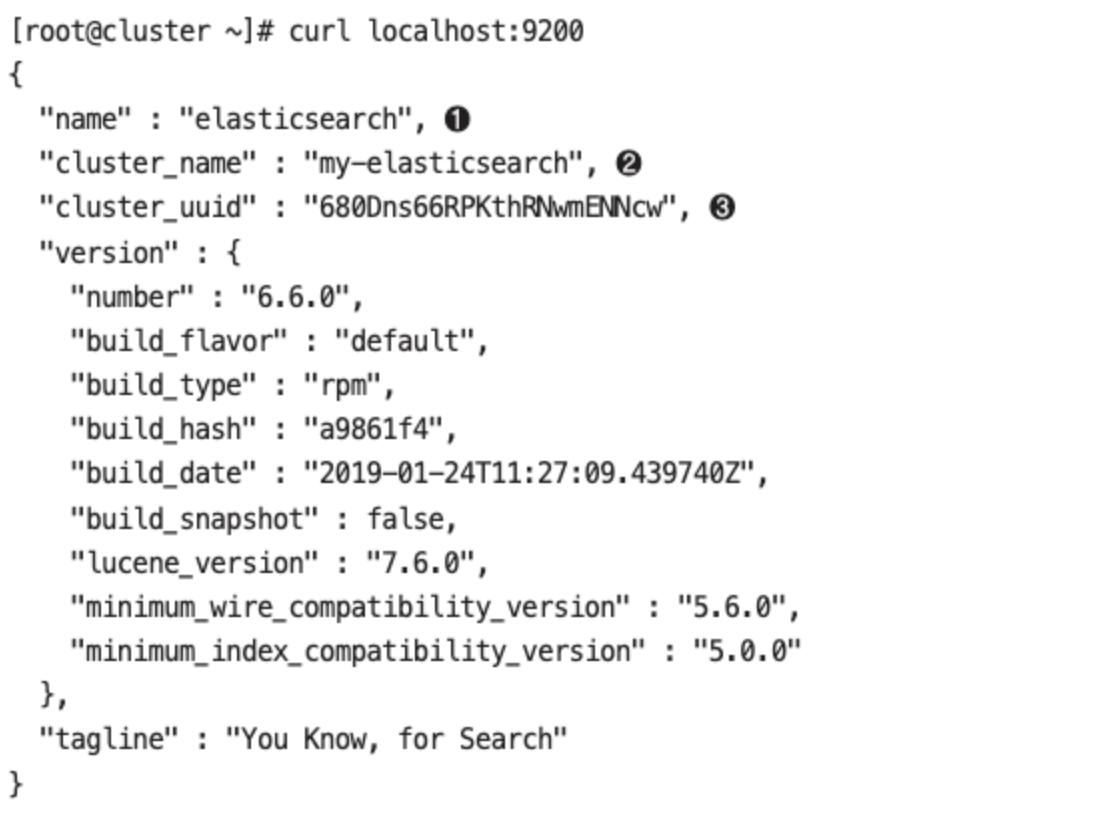 [root@cluster ~]# curl localhost:9200
{
"name" : "elasticsearch", ❶
"cluster_name" : "my-elasticsearch", ❷
"cluster_uuid" : "680Dns66RPKthRNwmENNcw", ❸
"version" : {
"number" : "6.6.0",
"build_flavor" : "default",
"build_type" : "rpm",
"build_hash" : "a9861f4",
"build_date" : "2019-01-24T11:27:09.439740Z",
"build_snapshot" : false,
"lucene_version" : "7.6.0",
"minimum_wire_compatibility_version" : "5.6.0",
"minimum_index_compatibility_version" : "5.0.0"
},
"tagline" : "You Know, for Search"
}